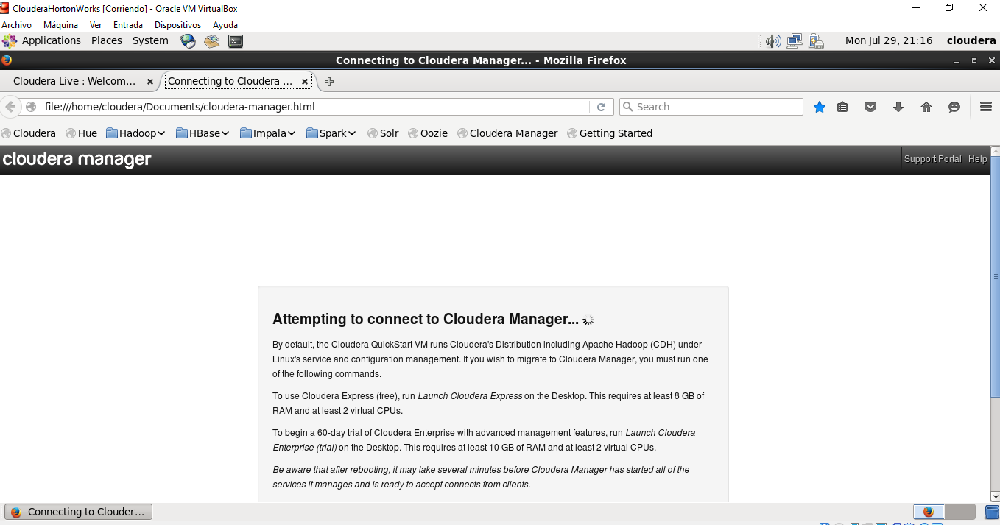 ClouderaHortonWorks [Corriendo] - Oracle VM VirtualBox
Archivo Máquina Ver Entrada Dispositivos Ayuda
Applications Places System Mon Jul 29, 21:16 cloudera
Connecting to Cloudera Manager... - Mozilla Firefox
Cloudera Live : Welcom... Connecting to Cloudera ...
file:///home/cloudera/Documents/cloudera-manager.html Search
Cloudera Hue Hadoop HBase Impala Spark Solr Oozie Cloudera Manager Getting Started
cloudera manager Support Portal Help
Attempting to connect to Cloudera Manager...
By default, the Cloudera QuickStart VM runs Cloudera's Distribution including Apache Hadoop (CDH) under
Linux's service and configuration management. If you wish to migrate to Cloudera Manager, you must run one
of the following commands.
To use Cloudera Express (free), run Launch Cloudera Express on the Desktop. This requires at least 8 GB of
RAM and at least 2 virtual CPUs.
To begin a 60-day trial of Cloudera Enterprise with advanced management features, run Launch Cloudera
Enterprise (trial) on the Desktop. This requires at least 10 GB of RAM and at least 2 virtual CPUs.
Be aware that after rebooting, it may take several minutes before Cloudera Manager has started all of the
services it manages and is ready to accept connects from clients.
Connecting to Clouder...